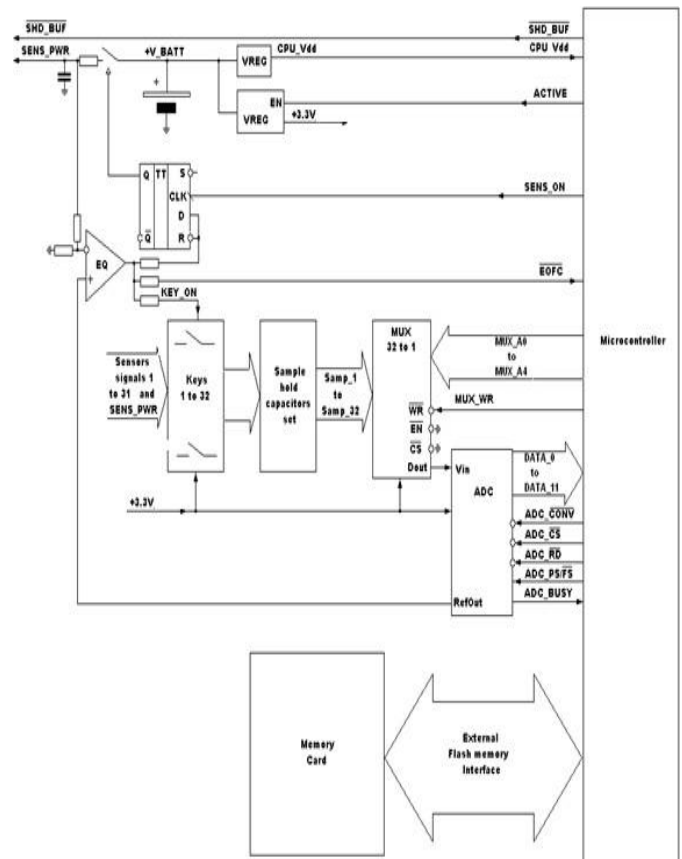 SHD_BUF
SHD_BUF
SENS_PWR
+V_BATT
CPU_Vdd
CPU Vdd
VREG
+
EN
ACTIVE
VREG
+3.3V
Q
TT
S
CLK
SENS_ON
D
Q
R
EQ
+
EOFC
KEY_ON
Microcontroller
MUX
32 to 1
MUX_A0
to
MUX_A4
Sensors
signals 1
to 31 and
SENS_PWR
Keys
1 to 32
Sample
hold
capacitors
set
Samp_1
to
Samp_32
WR
MUX_WR
EN
CS
Dout
Vin
ADC
DATA_0
to
DATA_11
+3.3V
ADC_CONV
ADC_CS
ADC_RD
ADC_PS/FS
ADC_BUSY
RefOut
Memory
Card
External
Flash memory
Interface